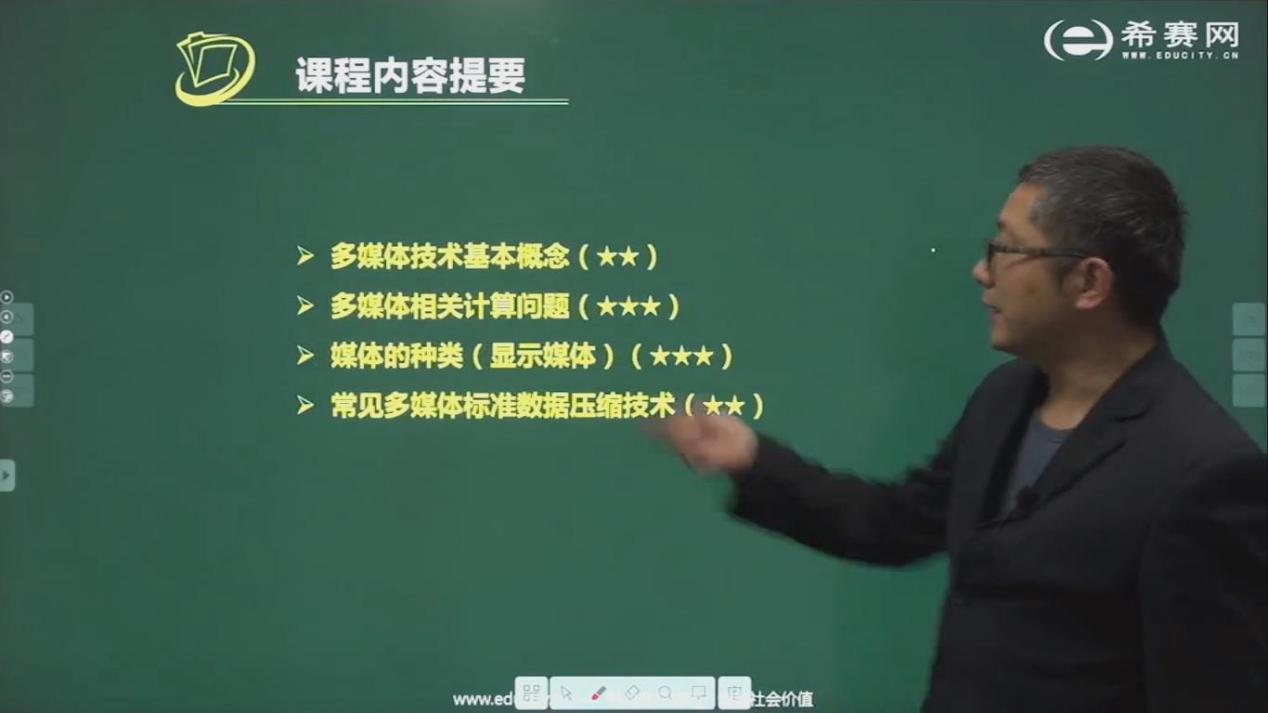 希赛网
WWW.EDUCITY.CN
课程内容提要
➢ 多媒体技术基本概念（★★）
➢ 多媒体相关计算问题（★★★）
➢ 媒体的种类（显示媒体）（★★★）
➢ 常见多媒体标准数据压缩技术（★★）
社会价值